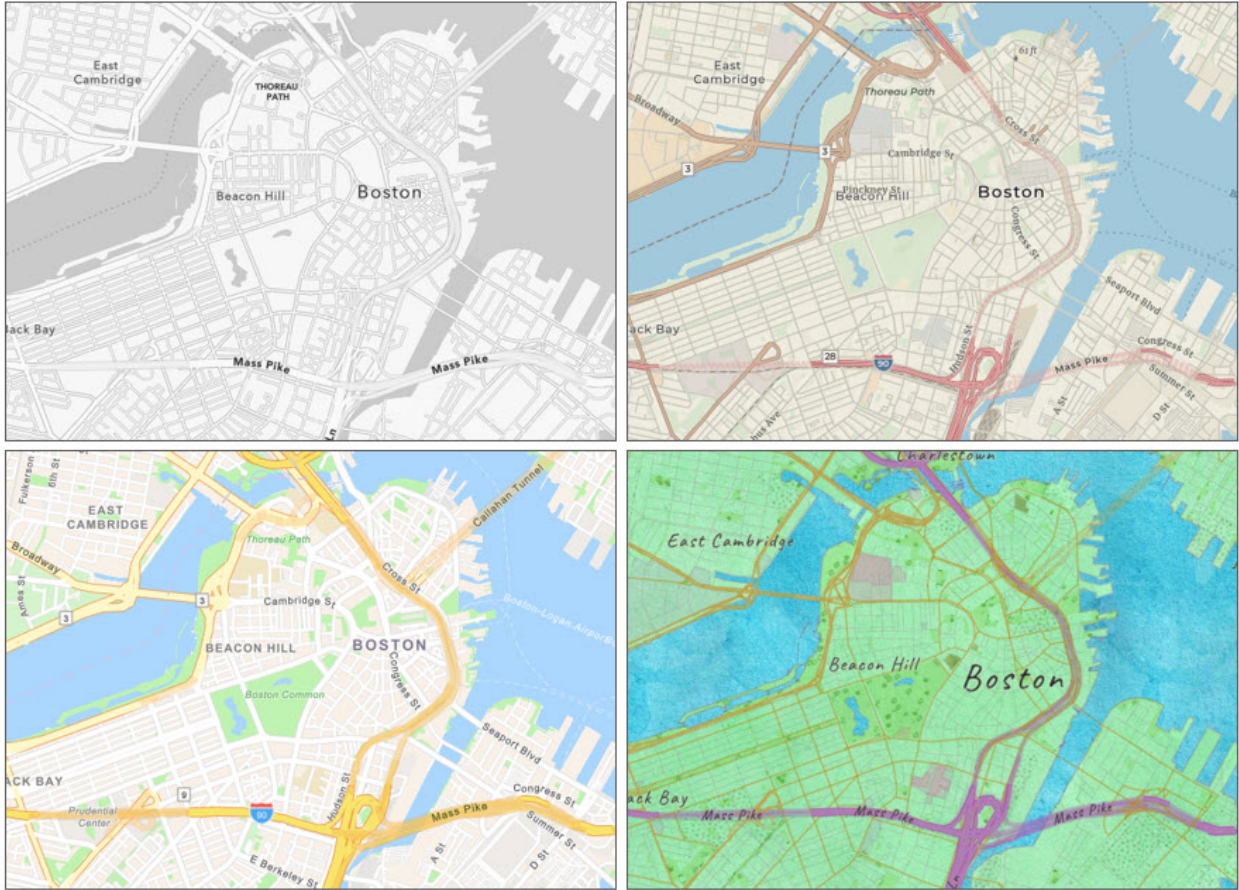 East
Cambridge
THOREAU
PATH
Beacon Hill
Boston
Back Bay
Mass Pike
Mass Pike
Ln
61 ft
East
Cambridge
Thoreau Path
Broadway
Cross St
3
3
Cambridge St
Pinckney St
Beacon Hill
Boston
Congress St
Seaport Blvd
ack Bay
Hudson St
28
90
Mass Pike
Congress St
Summer St
A St
D St
bus Ave
Fulkerson
6th St
EAST
CAMBRIDGE
Callahan Tunnel
Thoreau Path
Broadway
Cross St
Ames St
3
3
Cambridge St
Boston-Logan
BEACON HILL
BOSTON
Congress St
Boston Common
Seaport Blvd
ACK BAY
Hudson St
9
Prudential
Center
90
Mass Pike
Congress St
Summer St
A St
D St
E Berkeley St
Charlestown
East Cambridge
Beacon Hill
Boston
ack Bay
Mass Pike
Mass Pike
Mass Pike
Ln